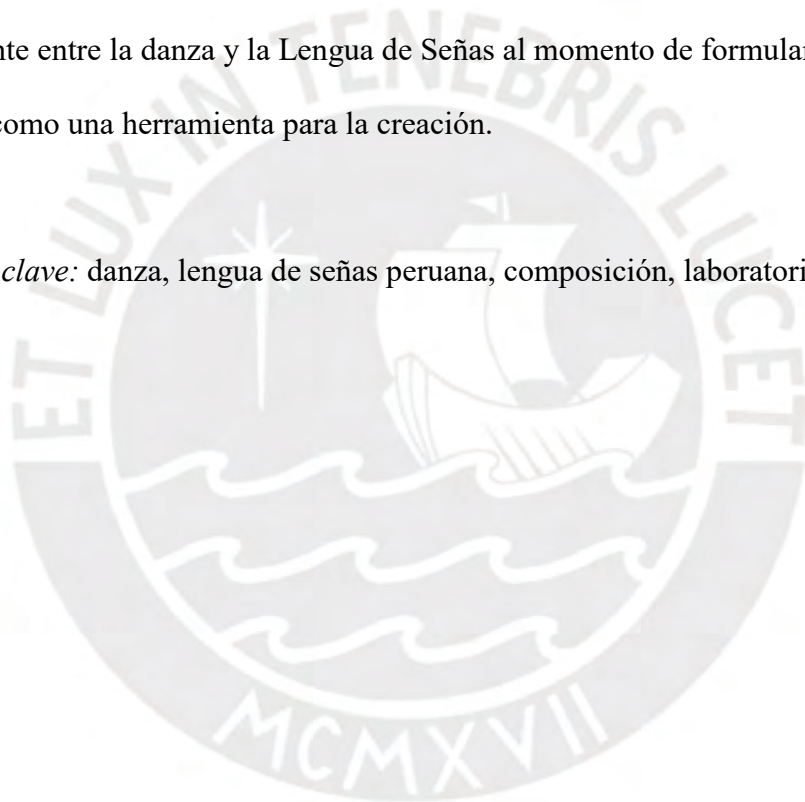 nte entre la danza y la Lengua de Señas al momento de formular
como una herramienta para la creación.
clave: danza, lengua de señas peruana, composición, laboratori
ET LUX IN TENEBRIS LUCET
MCMXVII